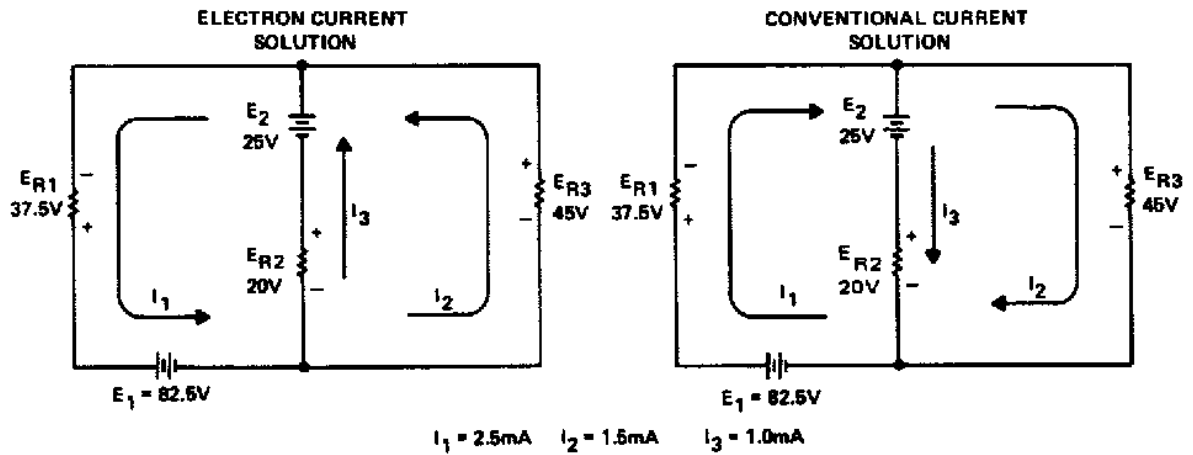 ELECTRON CURRENT
SOLUTION
E2
25V
ER1
37.5V
–
+
I3
+
ER2
20V
–
+
ER3
45V
–
I1
I2
E1 = 82.5V
CONVENTIONAL CURRENT
SOLUTION
E2
25V
ER1
37.5V
–
+
I3
+
ER2
20V
–
+
ER3
45V
–
I1
I2
E1 = 82.5V
I1 = 2.5mA I2 = 1.5mA I3 = 1.0mA